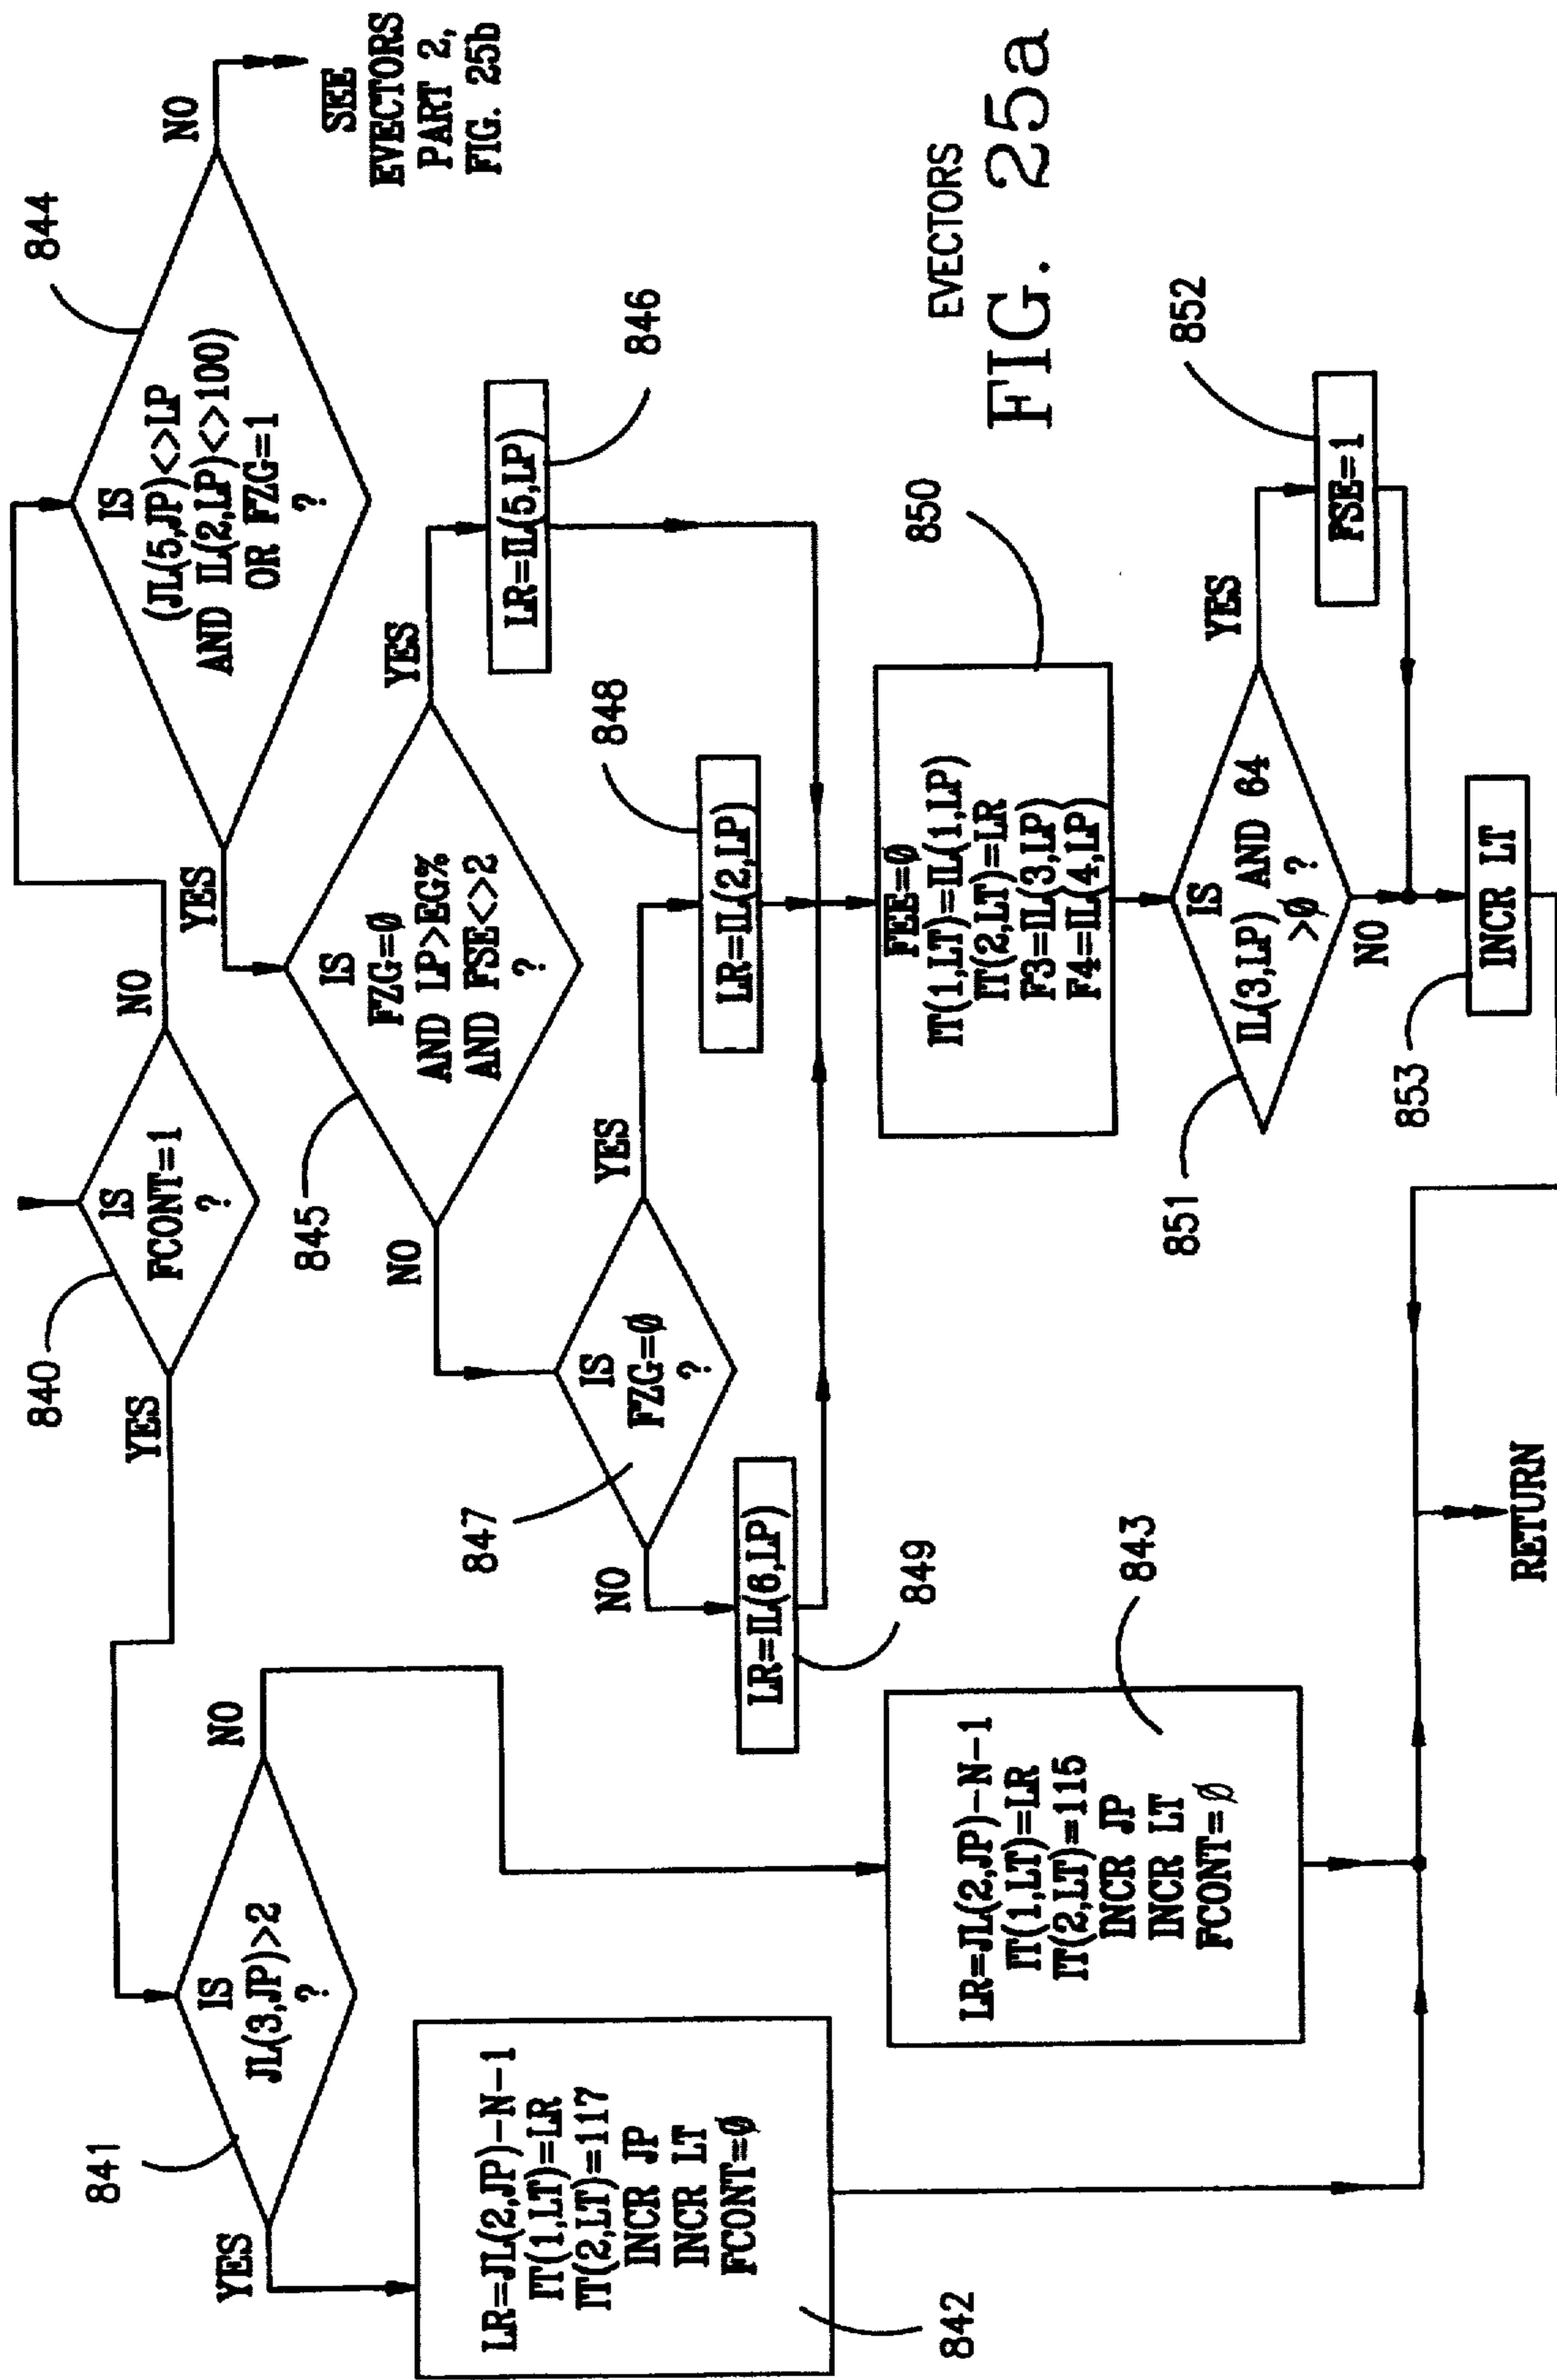 840
IS
FCONT=1
?
YES
NO
841
IS
JL(3,JP)>2
?
YES
NO
842
LR=JL(2,JP)-N-1
IT(1,LT)=LR
IT(2,LT)=117
INCR JP
INCR LT
FCONT=Ø
843
LR=JL(2,JP)-N-1
IT(1,LT)=LR
IT(2,LT)=115
INCR JP
INCR LT
FCONT=Ø
844
IS
(JL(5,JP)<>LP
AND IL(2,LP)<>100)
OR FZG=1
?
YES
NO
SEE
EVECTORS
PART 2,
FIG. 25b
845
IS
FZG=Ø
AND LP>EG%
AND FSE<>2
?
NO
YES
846
LR=IL(5,LP)
847
IS
FZG=Ø
?
NO
YES
848
LR=IL(2,LP)
849
LR=IL(6,LP)
850
FEE=Ø
IT(1,LT)=IL(1,LP)
IT(2,LT)=LR
F3=IL(3,LP)
F4=IL(4,LP)
851
IS
IL(3,LP) AND 64
>Ø ?
NO
YES
852
FSE=1
853
INCR LT
RETURN
EVECTORS
FIG. 25a